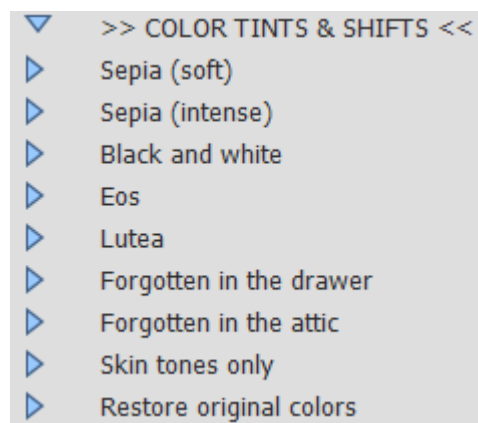 >> COLOR TINTS & SHIFTS <<
Sepia (soft)
Sepia (intense)
Black and white
Eos
Lutea
Forgotten in the drawer
Forgotten in the attic
Skin tones only
Restore original colors